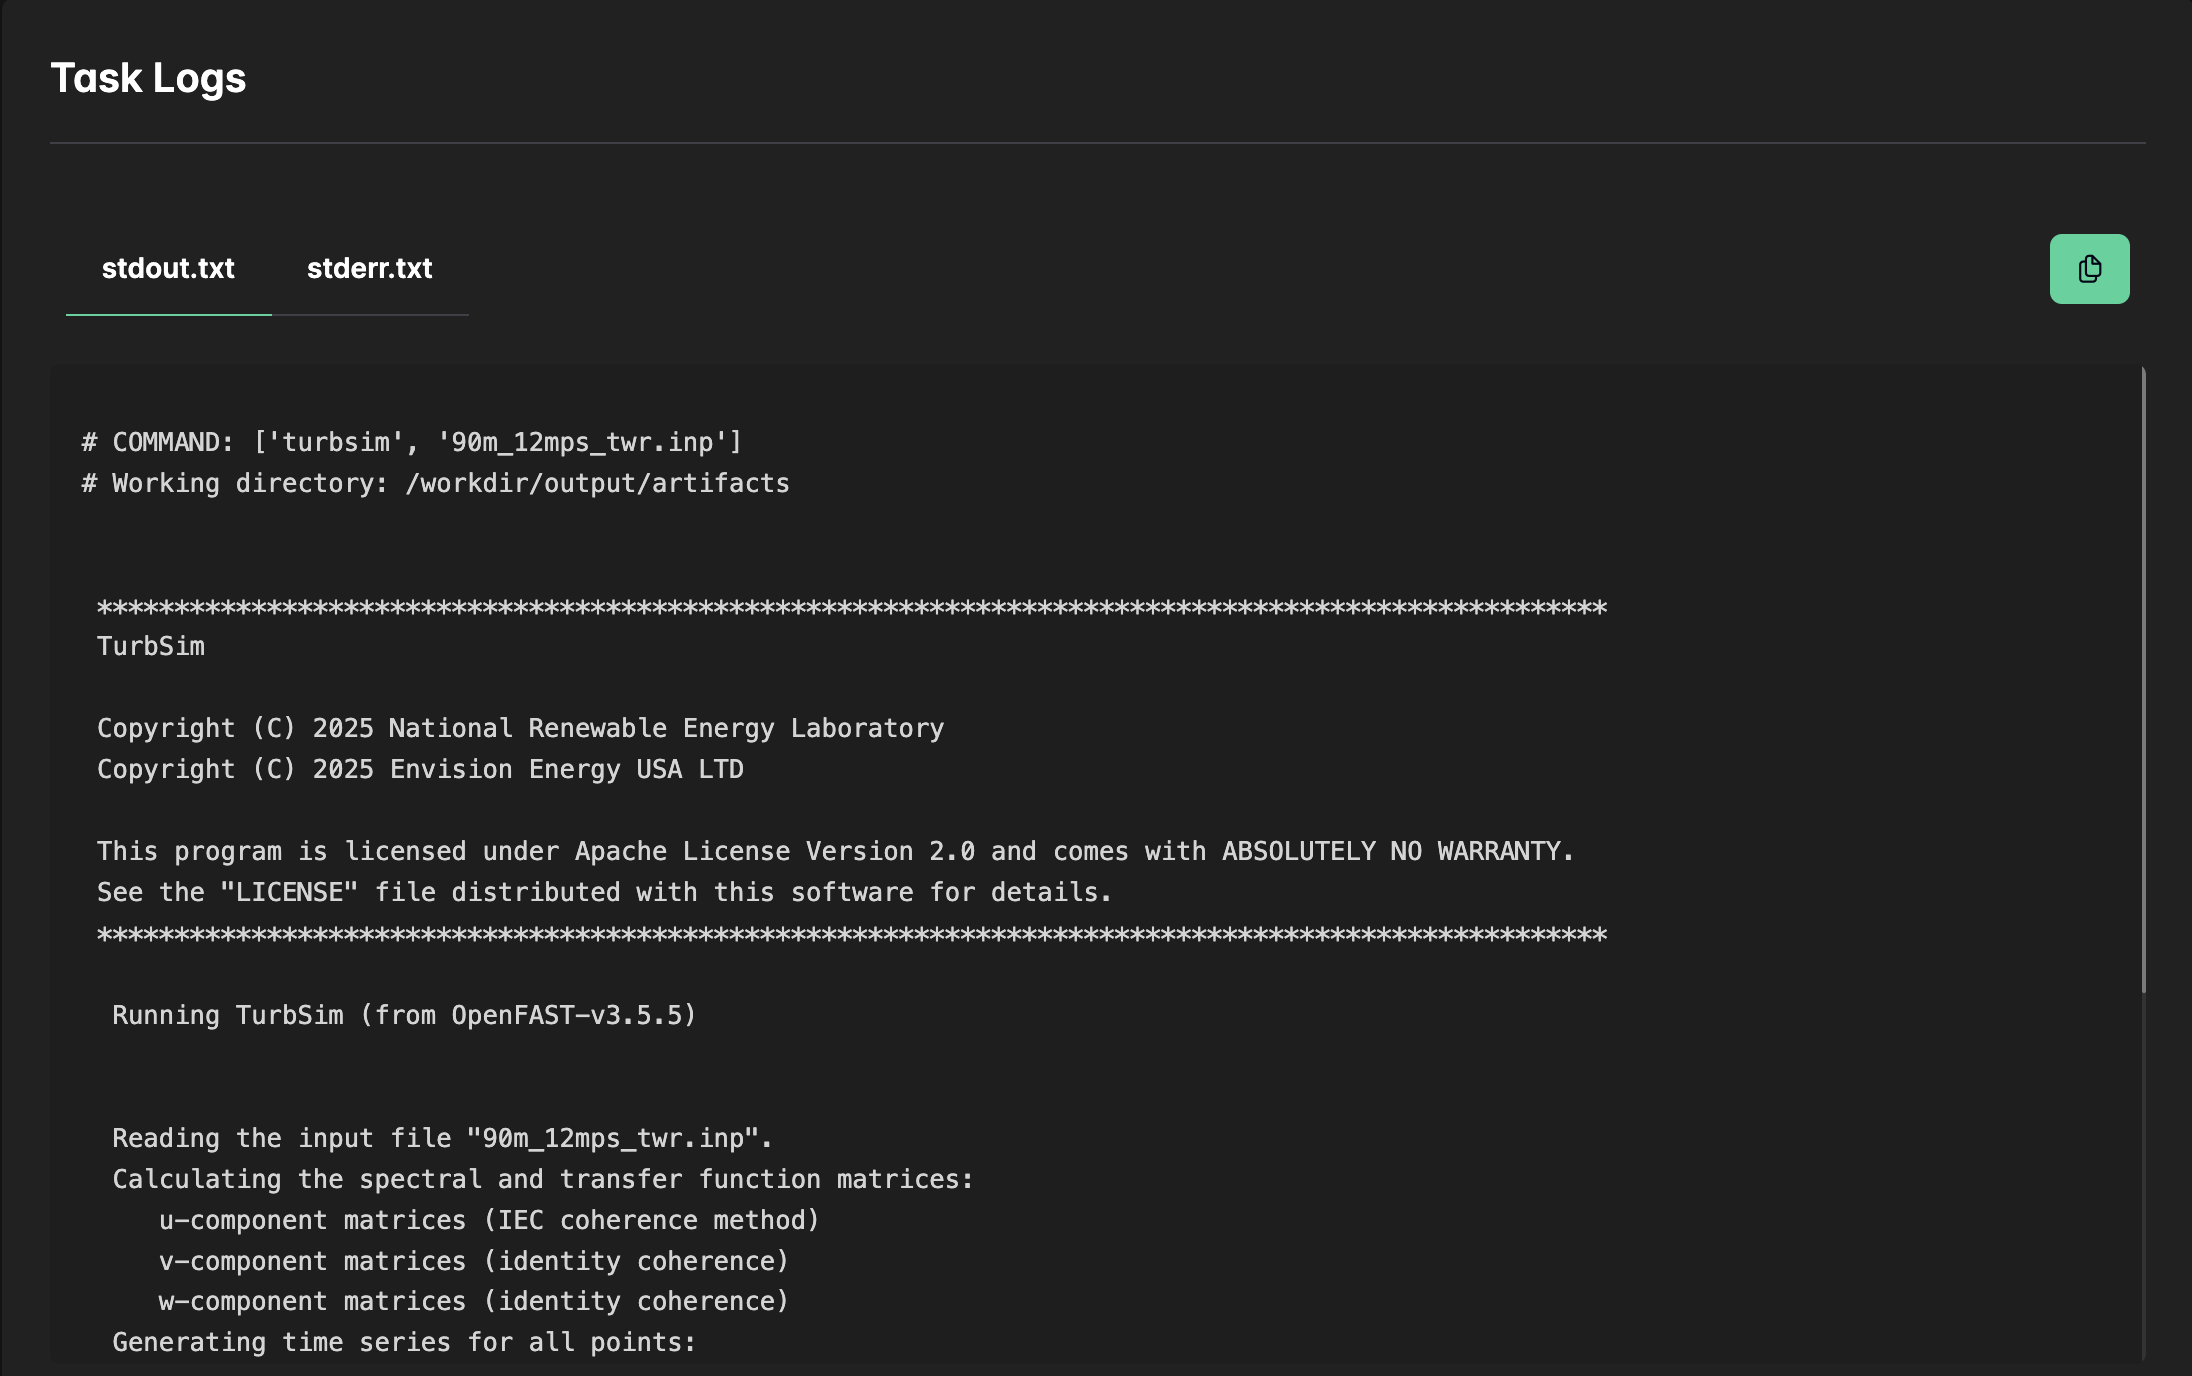 Task Logs
stdout.txt stderr.txt
# COMMAND: ['turbsim', '90m_12mps_twr.inp']
# Working directory: /workdir/output/artifacts
**************************************************************************************************
TurbSim
Copyright (C) 2025 National Renewable Energy Laboratory
Copyright (C) 2025 Envision Energy USA LTD
This program is licensed under Apache License Version 2.0 and comes with ABSOLUTELY NO WARRANTY.
See the "LICENSE" file distributed with this software for details.
**************************************************************************************************
Running TurbSim (from OpenFAST-v3.5.5)
Reading the input file "90m_12mps_twr.inp".
Calculating the spectral and transfer function matrices:
u-component matrices (IEC coherence method)
v-component matrices (identity coherence)
w-component matrices (identity coherence)
Generating time series for all points: